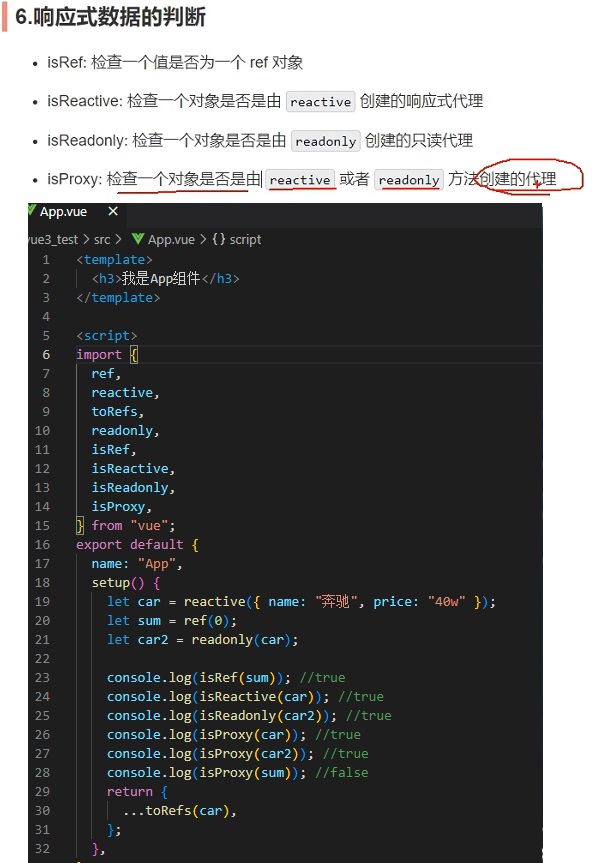 6.响应式数据的判断
• isRef: 检查一个值是否为一个 ref 对象
• isReactive: 检查一个对象是否是由 reactive 创建的响应式代理
• isReadonly: 检查一个对象是否是由 readonly 创建的只读代理
• isProxy: 检查一个对象是否是由 reactive 或者 readonly 方法创建的代理
App.vue ×
vue3_test > src > App.vue > {} script
1 <template>
2 <h3>我是App组件</h3>
3 </template>
4
5 <script>
6 import {
7 ref,
8 reactive,
9 toRefs,
10 readonly,
11 isRef,
12 isReactive,
13 isReadonly,
14 isProxy,
15 } from "vue";
16 export default {
17 name: "App",
18 setup() {
19 let car = reactive({ name: "奔驰", price: "40w" });
20 let sum = ref(0);
21 let car2 = readonly(car);
22
23 console.log(isRef(sum)); //true
24 console.log(isReactive(car)); //true
25 console.log(isReadonly(car2)); //true
26 console.log(isProxy(car)); //true
27 console.log(isProxy(car2)); //true
28 console.log(isProxy(sum)); //false
29 return {
30 ...toRefs(car),
31 };
32 },